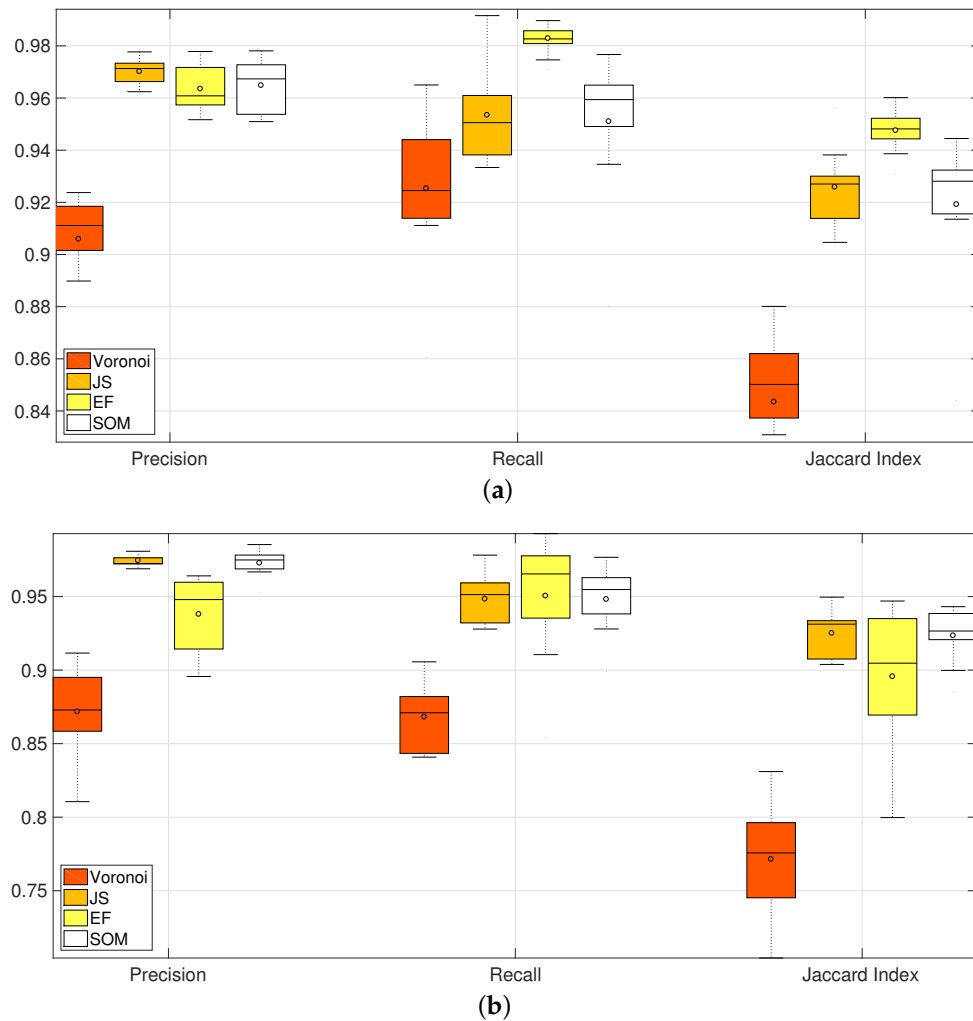 0.98
0.96
0.94
0.92
0.9
0.88
0.86
0.84
Voronoi
JS
EF
SOM
Precision Recall Jaccard Index
(a)
0.95
0.9
0.85
0.8
0.75
Voronoi
JS
EF
SOM
Precision Recall Jaccard Index
(b)